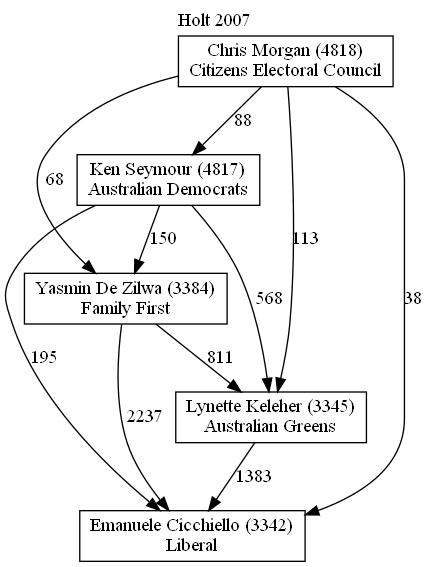 Holt 2007
Chris Morgan (4818)
Citizens Electoral Council
88
Ken Seymour (4817)
Australian Democrats
68
150
113
Yasmin De Zilwa (3384)
Family First
568
38
195
811
2237
Lynette Keleher (3345)
Australian Greens
1383
Emanuele Cicchiello (3342)
Liberal